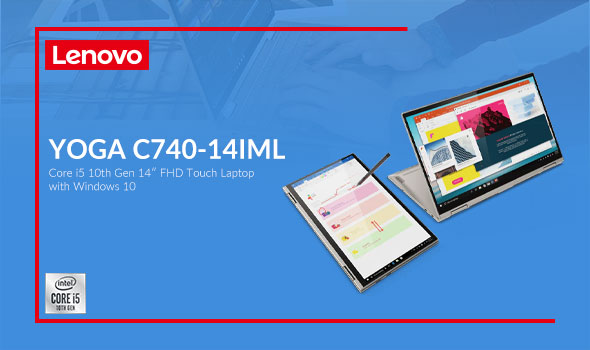 Lenovo
YOGA C740-14IML
Core i5 10th Gen 14″ FHD Touch Laptop
with Windows 10
intel
CORE i5
10TH GEN